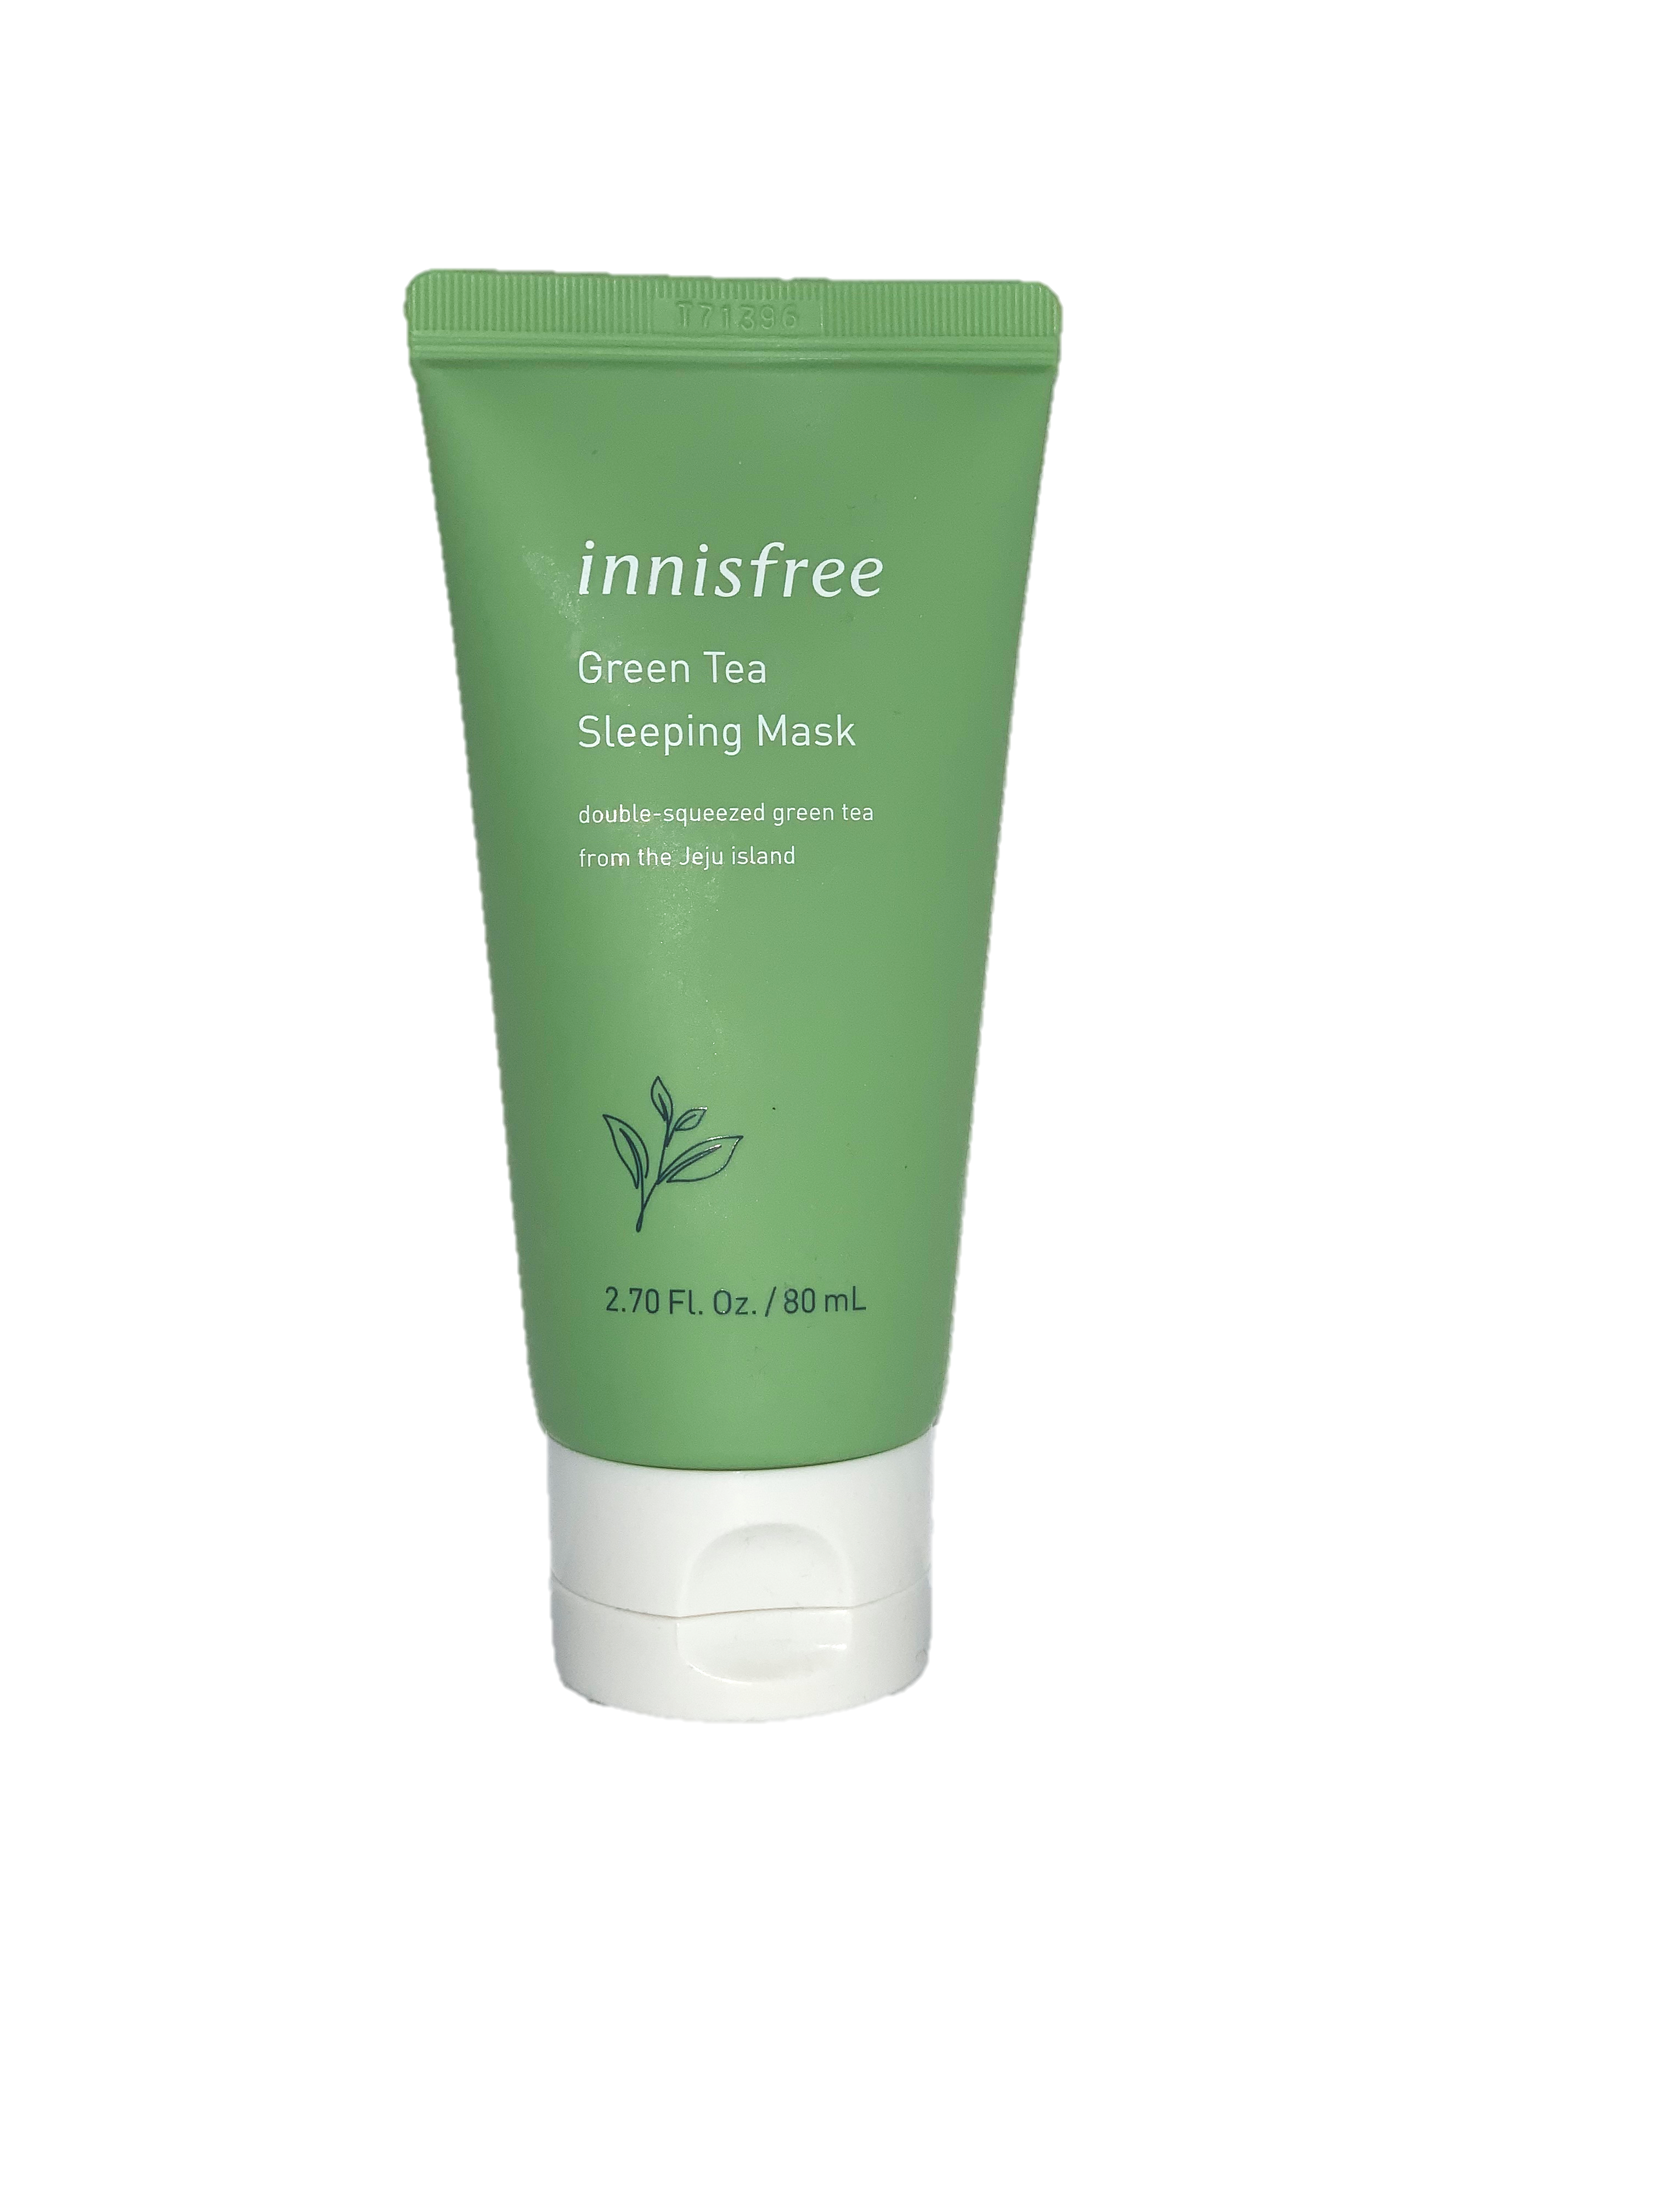 T71396
innisfree
Green Tea
Sleeping Mask
double-squeezed green tea
from the Jeju island
2.70 Fl. Oz. / 80 mL